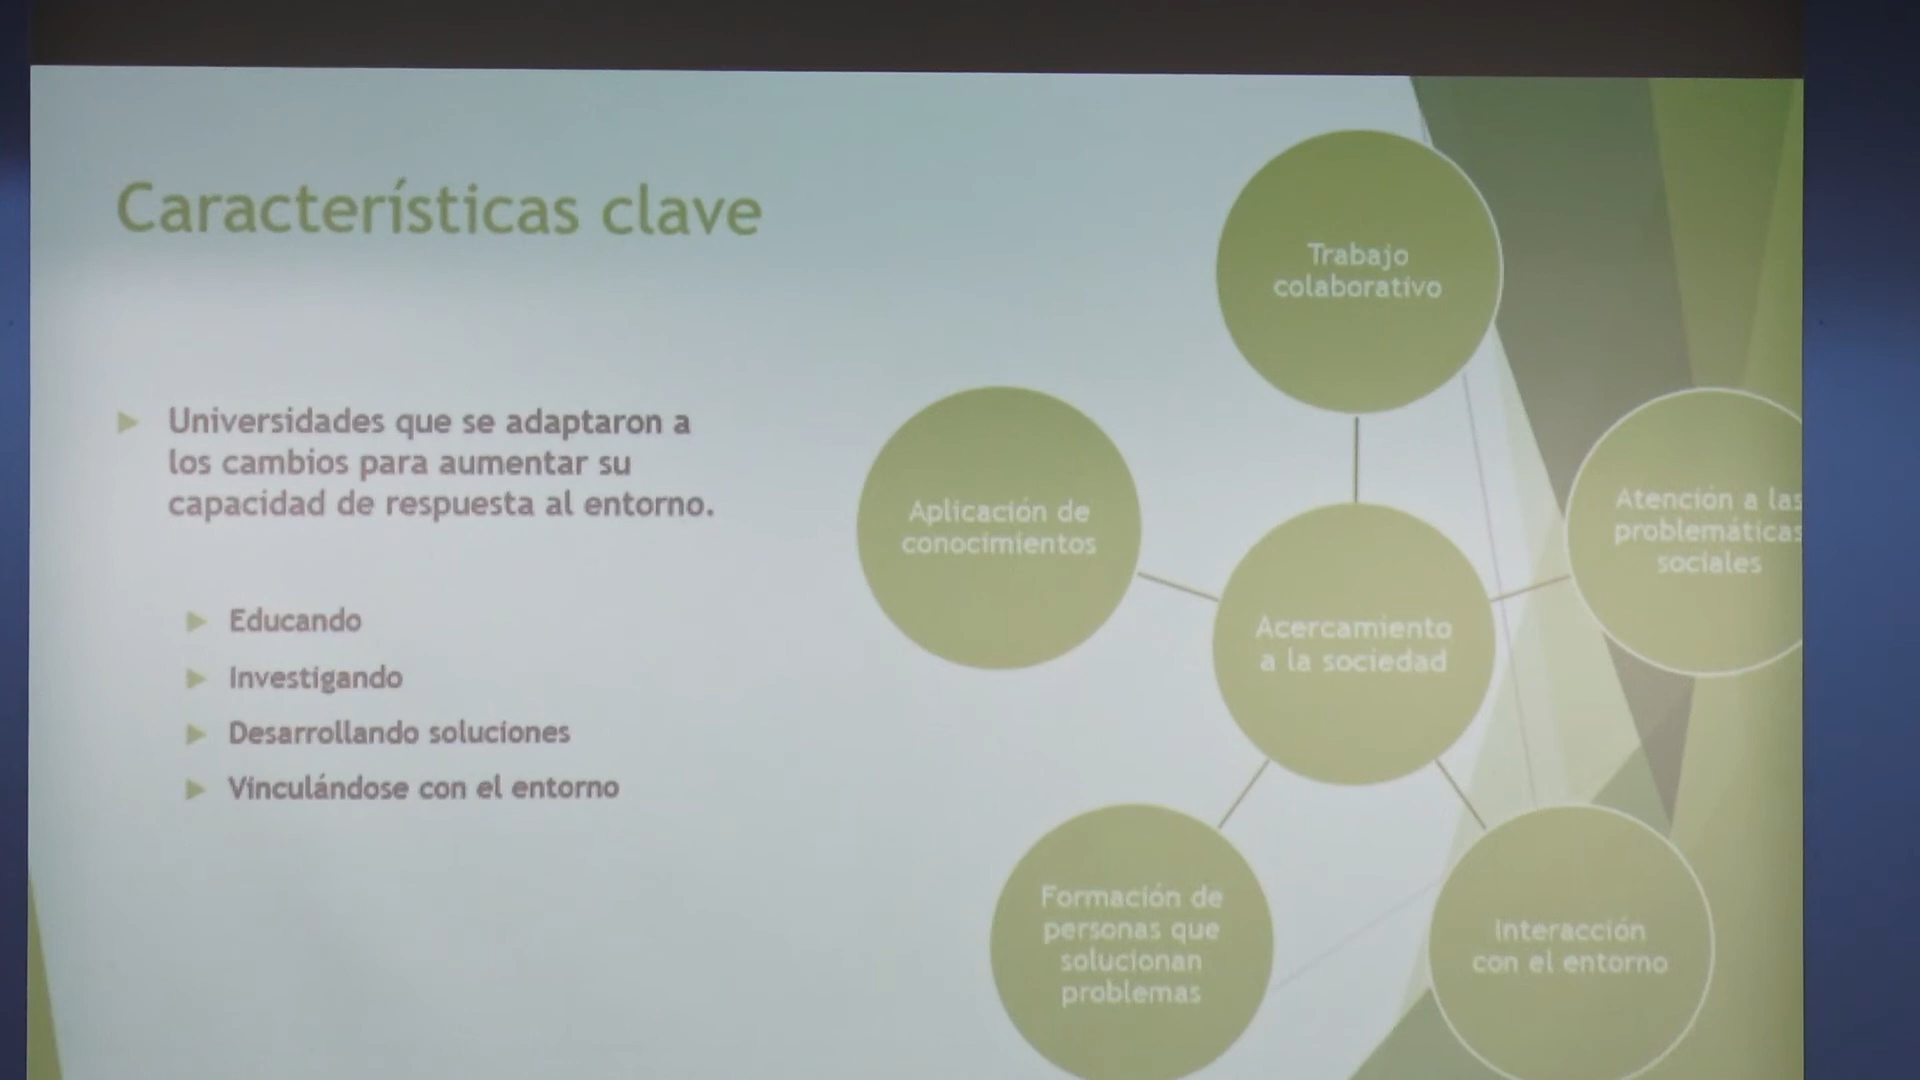 Características clave
Universidades que se adaptaron a
los cambios para aumentar su
capacidad de respuesta al entorno.
Educando
Investigando
Desarrollando soluciones
Vinculándose con el entorno
Trabajo
colaborativo
Aplicación de
conocimientos
Atención a las
problemáticas
sociales
Acercamiento
a la sociedad
Formación de
personas que
solucionan
problemas
Interacción
con el entorno